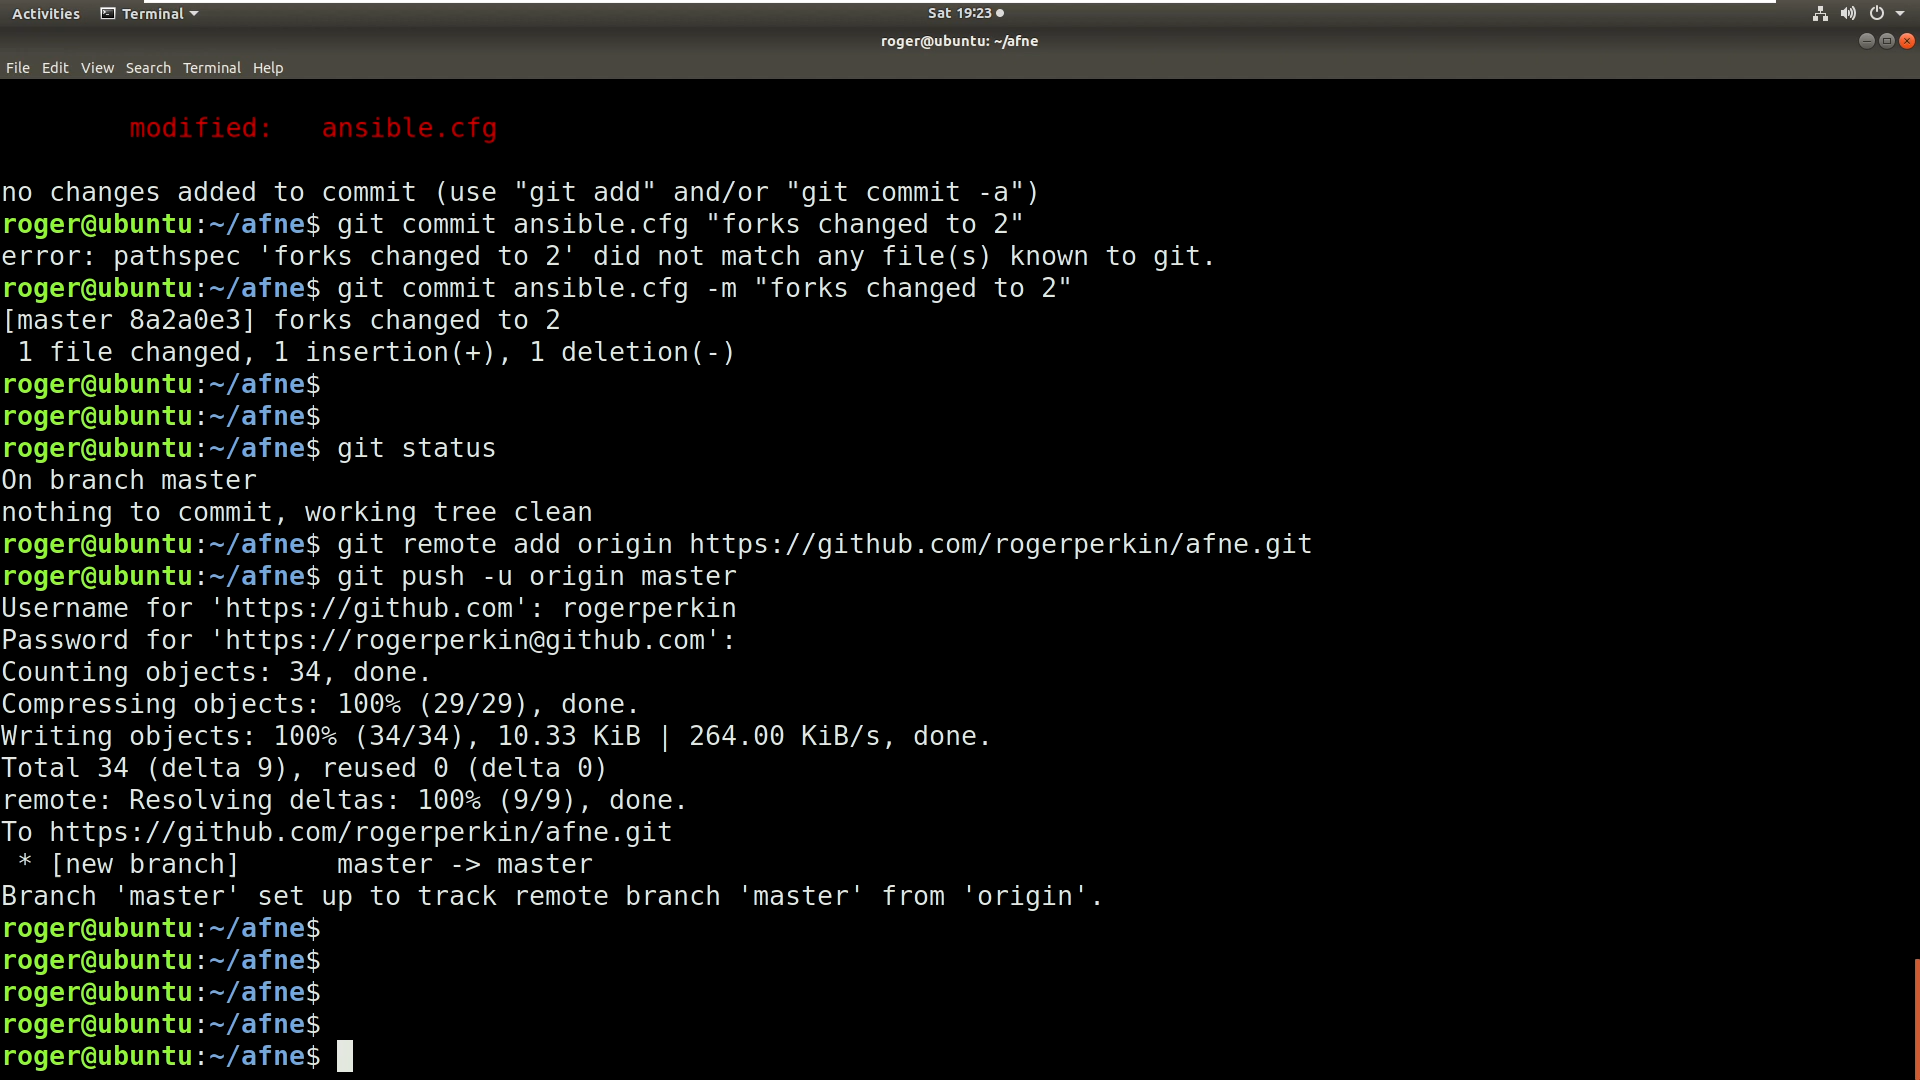 Activities Terminal Sat 19:23
roger@ubuntu: ~/afne
File Edit View Search Terminal Help
modified:   ansible.cfg
no changes added to commit (use "git add" and/or "git commit -a")
roger@ubuntu:~/afne$ git commit ansible.cfg "forks changed to 2"
error: pathspec 'forks changed to 2' did not match any file(s) known to git.
roger@ubuntu:~/afne$ git commit ansible.cfg -m "forks changed to 2"
[master 8a2a0e3] forks changed to 2
 1 file changed, 1 insertion(+), 1 deletion(-)
roger@ubuntu:~/afne$
roger@ubuntu:~/afne$
roger@ubuntu:~/afne$ git status
On branch master
nothing to commit, working tree clean
roger@ubuntu:~/afne$ git remote add origin https://github.com/rogerperkin/afne.git
roger@ubuntu:~/afne$ git push -u origin master
Username for 'https://github.com': rogerperkin
Password for 'https://rogerperkin@github.com':
Counting objects: 34, done.
Compressing objects: 100% (29/29), done.
Writing objects: 100% (34/34), 10.33 KiB | 264.00 KiB/s, done.
Total 34 (delta 9), reused 0 (delta 0)
remote: Resolving deltas: 100% (9/9), done.
To https://github.com/rogerperkin/afne.git
 * [new branch]      master -> master
Branch 'master' set up to track remote branch 'master' from 'origin'.
roger@ubuntu:~/afne$
roger@ubuntu:~/afne$
roger@ubuntu:~/afne$
roger@ubuntu:~/afne$
roger@ubuntu:~/afne$